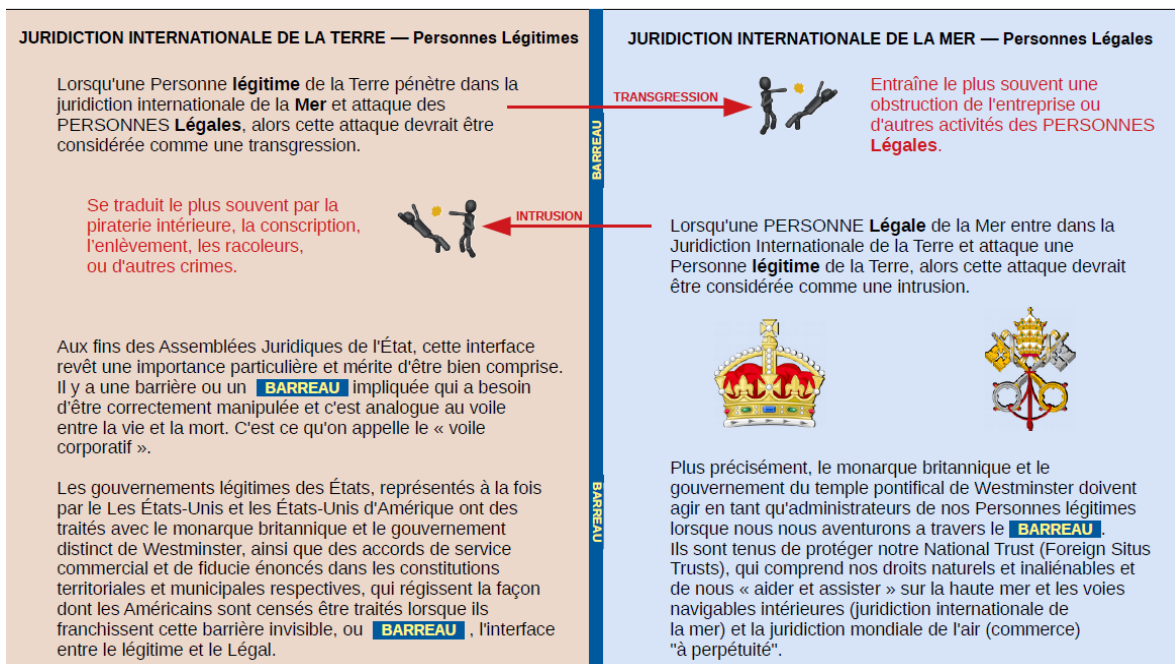 JURIDICTION INTERNATIONALE DE LA TERRE — Personnes Légitimes
Lorsqu'une Personne légitime de la Terre pénètre dans la
juridiction internationale de la Mer et attaque des
PERSONNES Légales, alors cette attaque devrait être
considérée comme une transgression.
TRANSGRESSION
Se traduit le plus souvent par la
piraterie intérieure, la conscription,
l'enlèvement, les racoleurs,
ou d'autres crimes.
INTRUSION
Aux fins des Assemblées Juridiques de l'État, cette interface
revêt une importance particulière et mérite d'être bien comprise.
Il y a une barrière ou un BARREAU impliquée qui a besoin
d'être correctement manipulée et c'est analogue au voile
entre la vie et la mort. C'est ce qu'on appelle le « voile
corporatif ».
Les gouvernements légitimes des États, représentés à la fois
par le Les États-Unis et les États-Unis d'Amérique ont des
traités avec le monarque britannique et le gouvernement
distinct de Westminster, ainsi que des accords de service
commercial et de fiducie énoncés dans les constitutions
territoriales et municipales respectives, qui régissent la façon
dont les Américains sont censés être traités lorsque ils
franchissent cette barrière invisible, ou BARREAU , l'interface
entre le légitime et le Légal.
BARREAU
BARREAU
JURIDICTION INTERNATIONALE DE LA MER — Personnes Légales
Entraîne le plus souvent une
obstruction de l'entreprise ou
d'autres activités des PERSONNES
Légales.
Lorsqu'une PERSONNE Légale de la Mer entre dans la
Juridiction Internationale de la Terre et attaque une
Personne légitime de la Terre, alors cette attaque devrait
être considérée comme une intrusion.
Plus précisément, le monarque britannique et le
gouvernement du temple pontifical de Westminster doivent
agir en tant qu'administrateurs de nos Personnes légitimes
lorsque nous nous aventurons a travers le BARREAU .
Ils sont tenus de protéger notre National Trust (Foreign Situs
Trusts), qui comprend nos droits naturels et inaliénables et
de nous « aider et assister » sur la haute mer et les voies
navigables intérieures (juridiction internationale de
la mer) et la juridiction mondiale de l'air (commerce)
"à perpétuité".